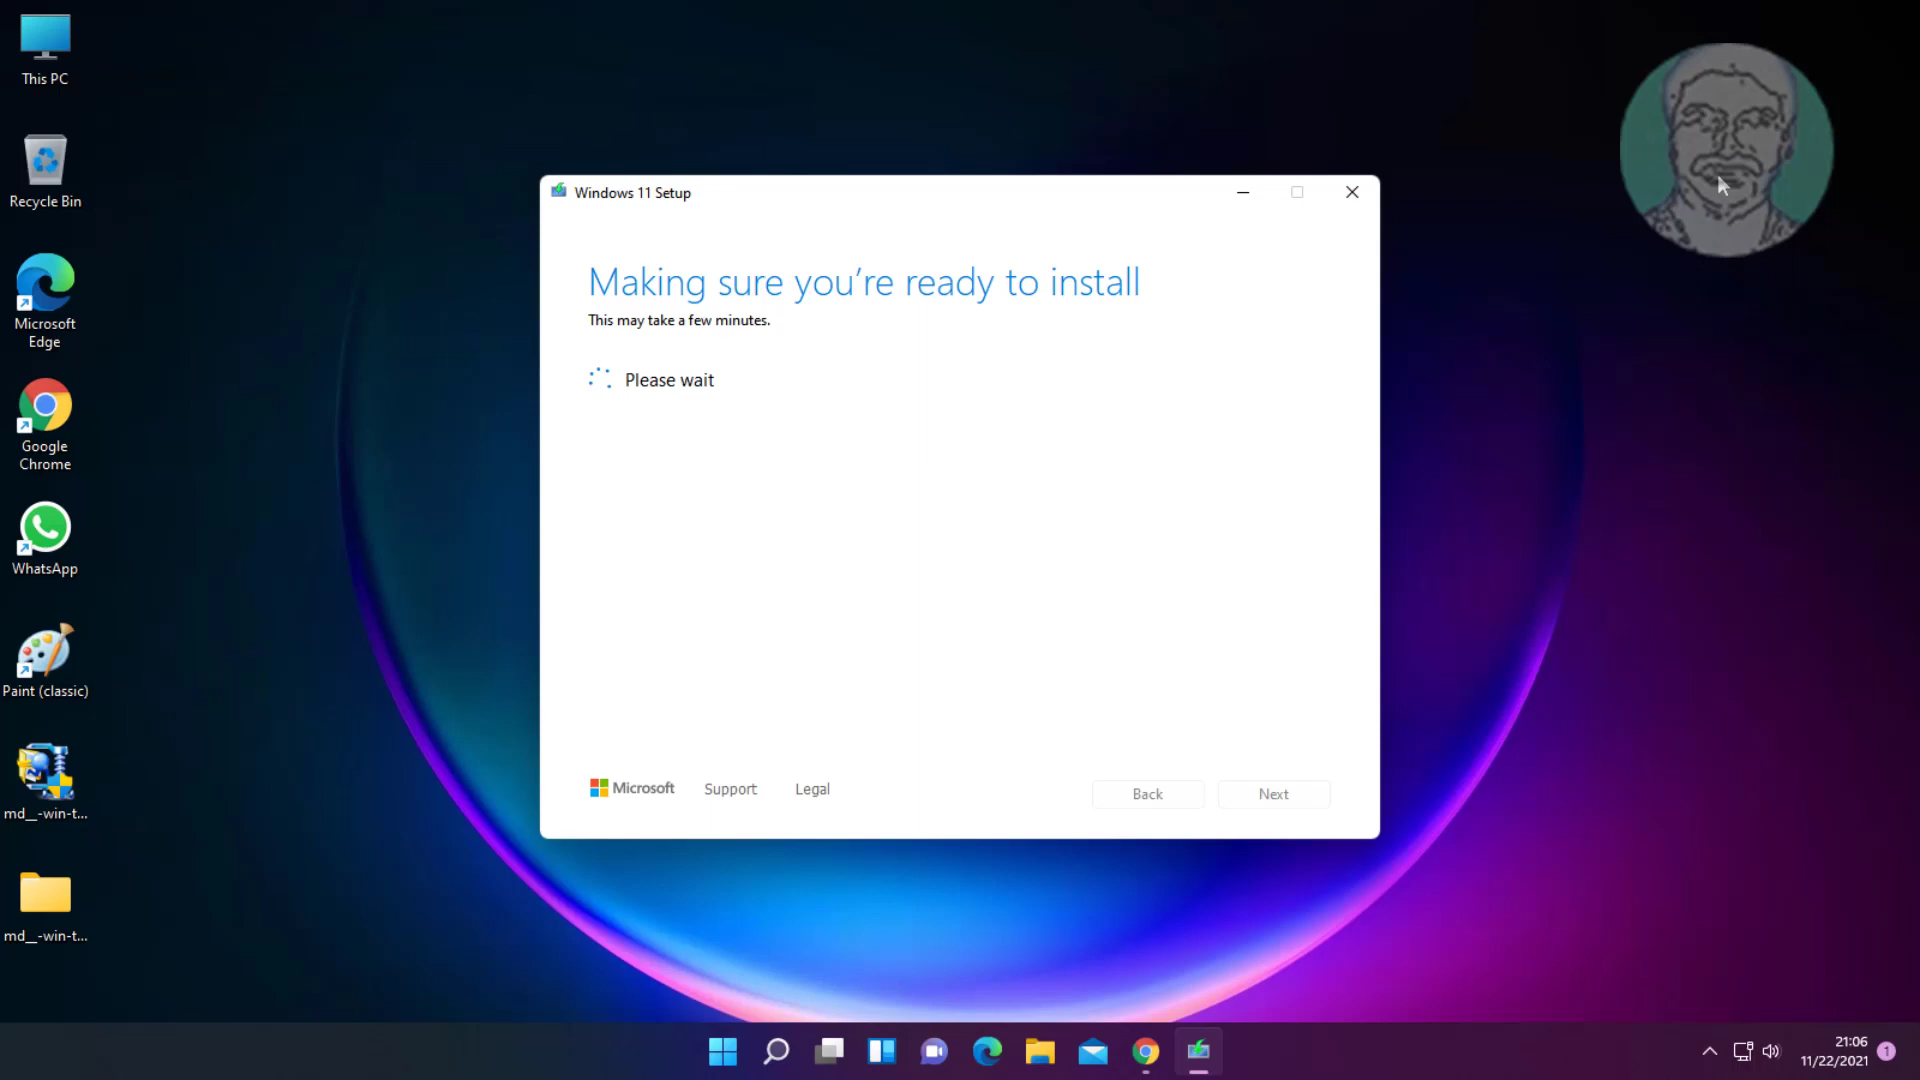 This PC
Recycle Bin
Microsoft
Edge
Google
Chrome
WhatsApp
Paint (classic)
md__-win-t...
md__-win-t...
Windows 11 Setup
Making sure you’re ready to install
This may take a few minutes.
Please wait
Microsoft
Support
Legal
Back
Next
21:06
11/22/2021
1